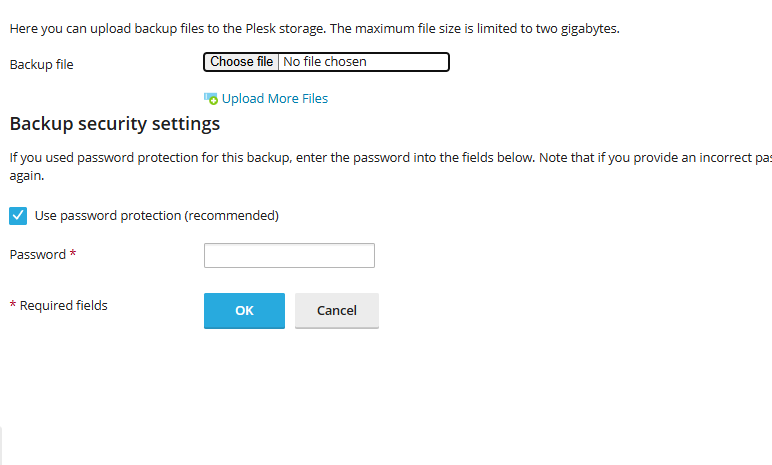 Here you can upload backup files to the Plesk storage. The maximum file size is limited to two gigabytes.
Backup file Choose file No file chosen
Upload More Files
Backup security settings
If you used password protection for this backup, enter the password into the fields below. Note that if you provide an incorrect
again.
Use password protection (recommended)
Password *
* Required fields OK Cancel